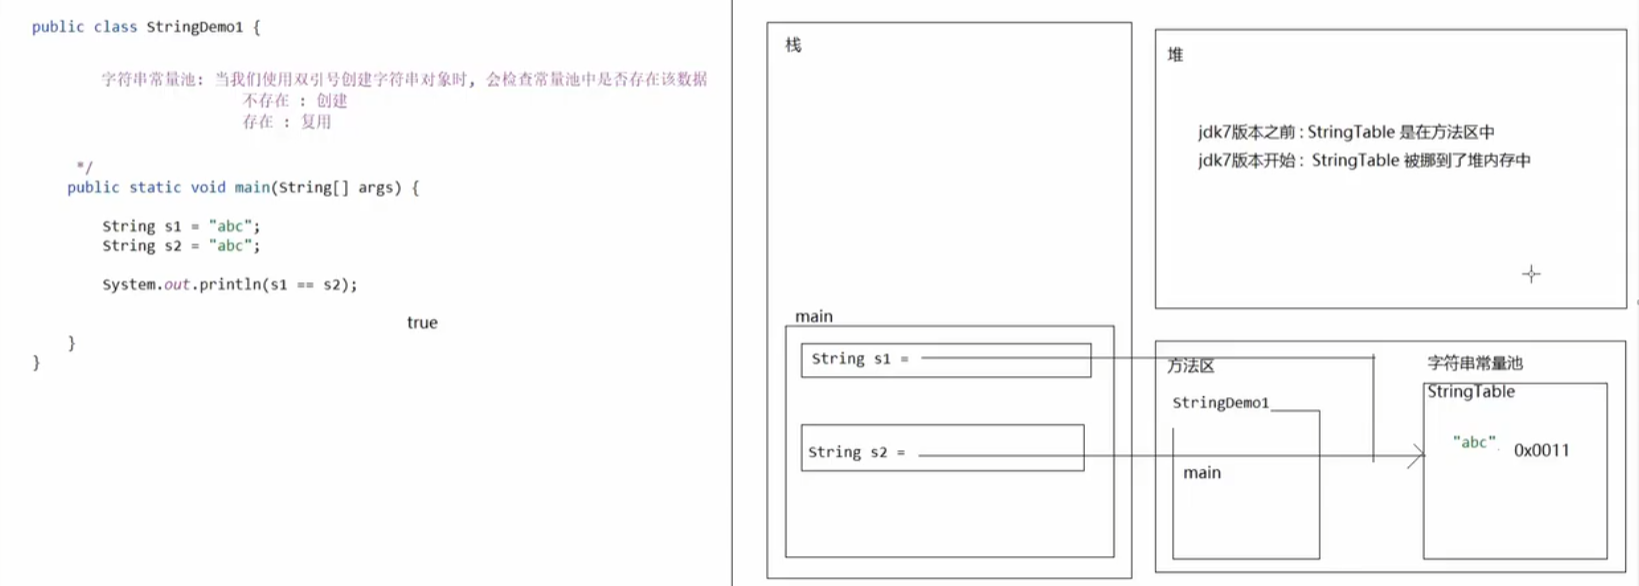 public class StringDemo1 {
字符串常量池: 当我们使用双引号创建字符串对象时, 会检查常量池中是否存在该数据
不存在 : 创建
存在 : 复用
*/
public static void main(String[] args) {
String s1 = "abc";
String s2 = "abc";
System.out.println(s1 == s2);
true
}
}
栈
main
String s1 =
String s2 =
堆
jdk7版本之前 : StringTable 是在方法区中
jdk7版本开始 : StringTable 被挪到了堆内存中
方法区
StringDemo1
main
字符串常量池
StringTable
"abc" 0x0011